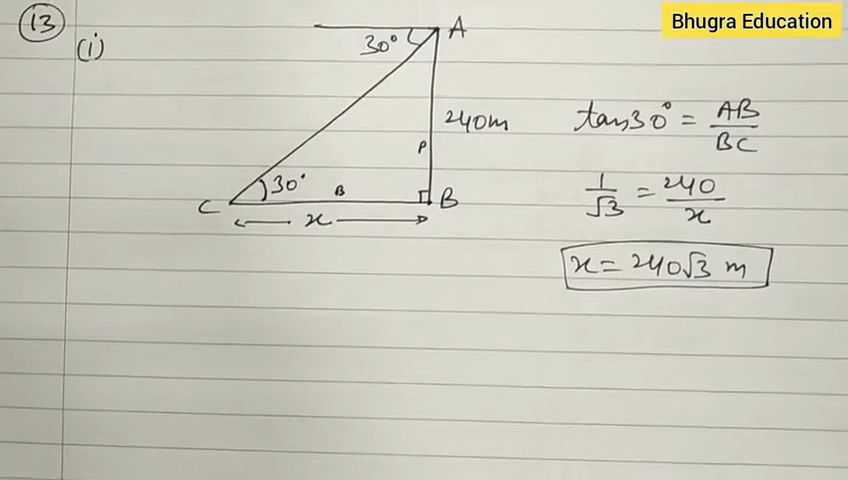 Bhugra Education
13
(i)
30° A
240m
P
C 30° B B
x
tan30° = AB/BC
1/√3 = 240/x
x = 240√3 m